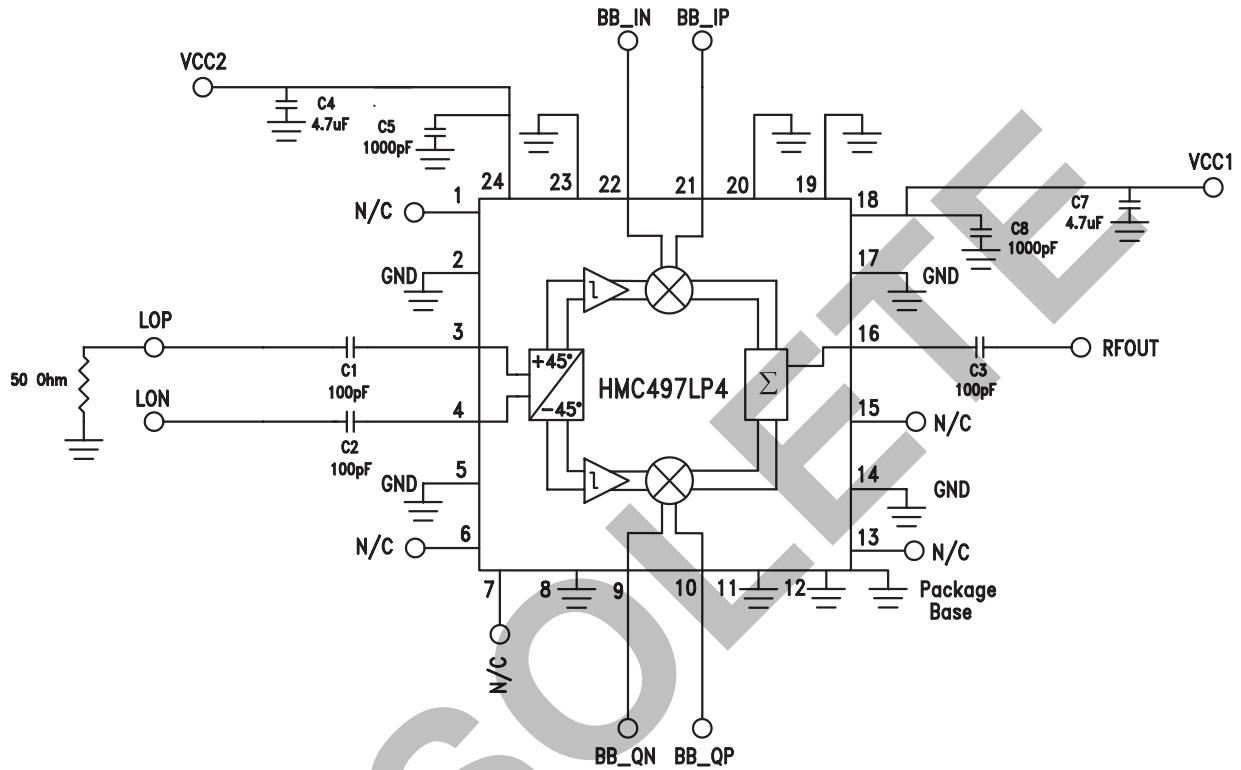 BB_IN BB_IP
VCC2
C4
4.7uF
C5
1000pF
24 23 22 21 20 19
VCC1
1
N/C
18
C7
4.7uF
C8
1000pF
2
GND
17
GND
LOP
3
+45°
-45°
HMC497LP4
Σ
16
RFOUT
C1
100pF
C3
100pF
50 Ohm
LON
4
15
N/C
C2
100pF
5
GND
14
GND
6
N/C
13
N/C
7 8 9 10 11 12
Package
Base
N/C
BB_QN BB_QP
SOLETE